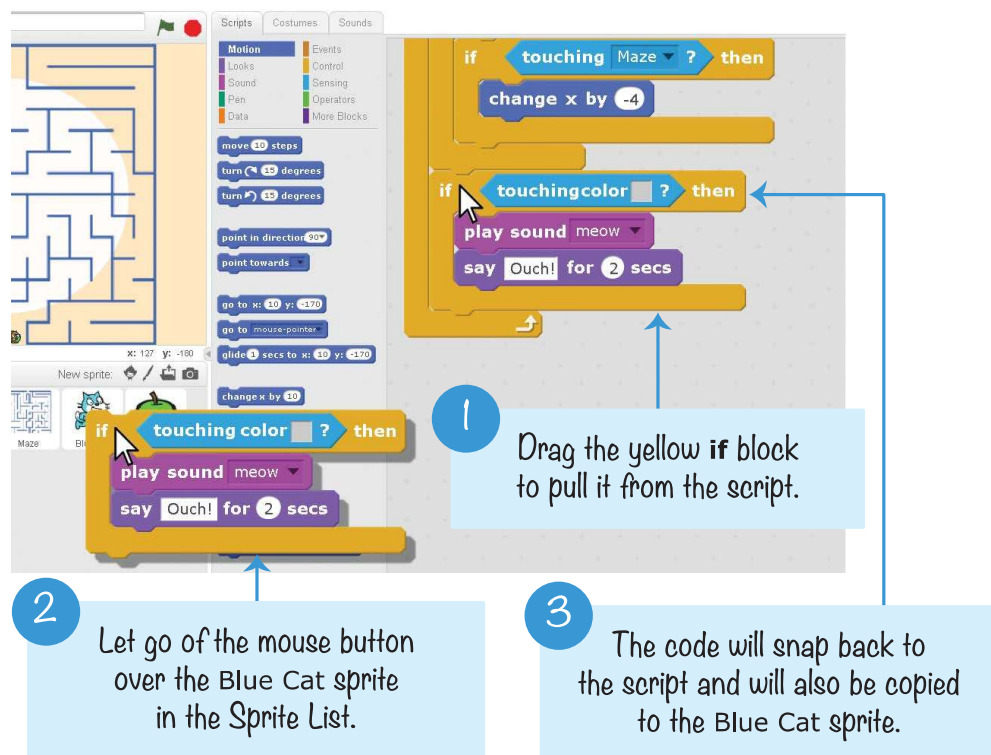 Scripts Costumes Sounds
Motion Events
Looks Control
Sound Sensing
Pen Operators
Data More Blocks
move 10 steps
turn 15 degrees
turn 15 degrees
point in direction 90
point towards
go to x: 10 y: -170
go to mouse-pointer
glide 1 secs to x: 10 y: -170
change x by 10
x: 127 y: -180
New sprite:
Maze
if touching Maze ? then
change x by -4
if touchingcolor ? then
play sound meow
say Ouch! for 2 secs
if touching color ? then
play sound meow
say Ouch! for 2 secs
1
Drag the yellow if block
to pull it from the script.
2
Let go of the mouse button
over the Blue Cat sprite
in the Sprite List.
3
The code will snap back to
the script and will also be copied
to the Blue Cat sprite.